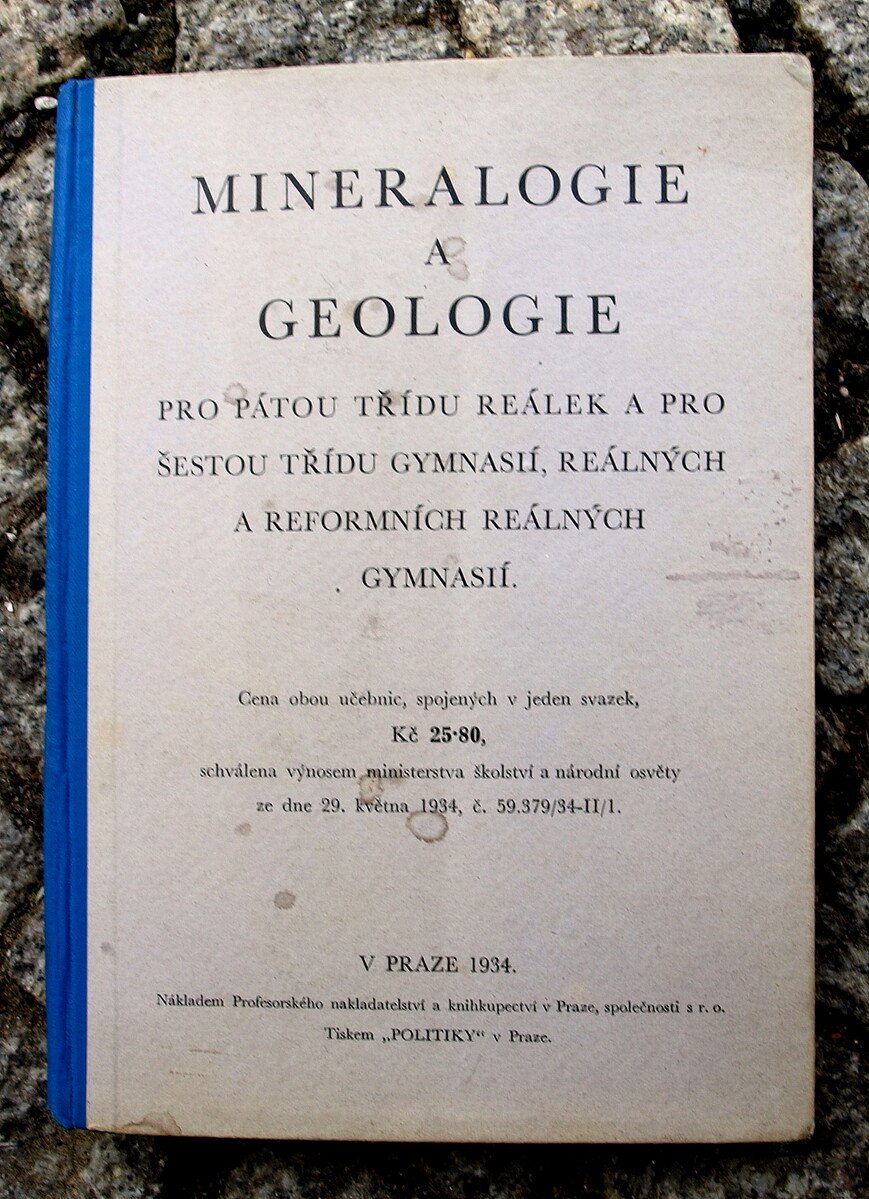 MINERALOGIE
A
GEOLOGIE
PRO PÁTOU TŘÍDU REÁLEK A PRO
ŠESTOU TŘÍDU GYMNASIÍ, REÁLNÝCH
A REFORMNÍCH REÁLNÝCH
GYMNASIÍ.
Cena obou učebnic, spojených v jeden svazek,
Kč 25·80,
schválena výnosem ministerstva školství a národní osvěty
ze dne 29. května 1934, č. 59.379/34-II/1.
V PRAZE 1934.
Nákladem Profesorského nakladatelství a knihkupectví v Praze, společnosti s r. o.
Tiskem „POLITIKY“ v Praze.